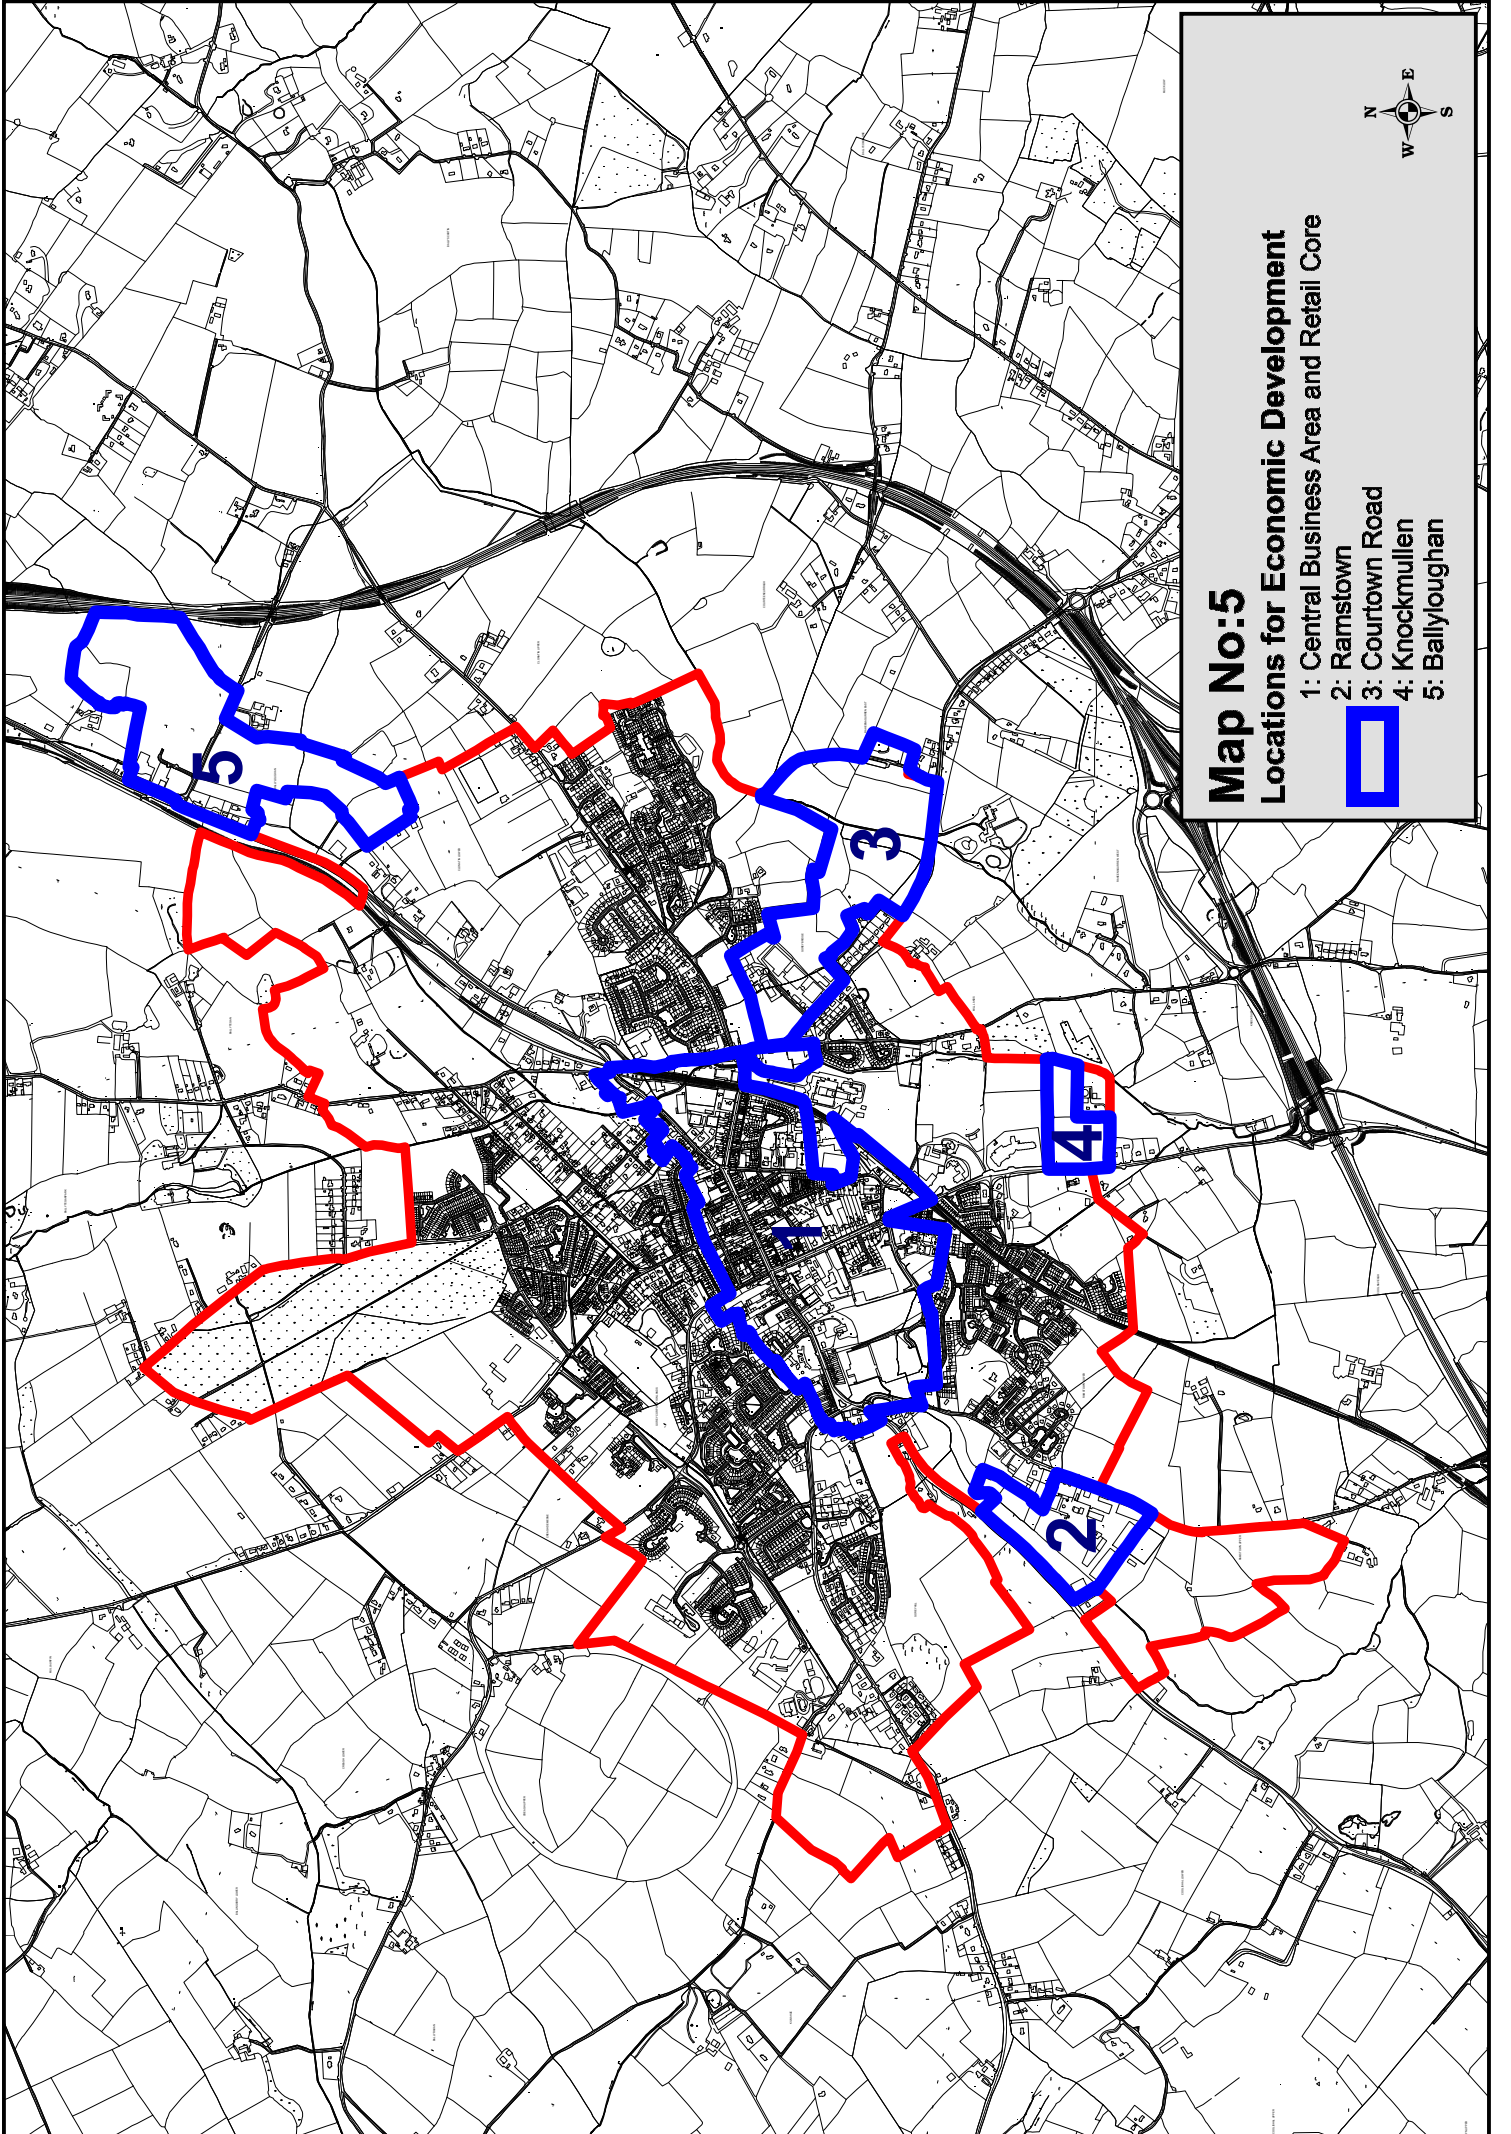 Map No:5
Locations for Economic Development
1: Central Business Area and Retail Core
2: Ramstown
3: Courtown Road
4: Knockmullen
5: Ballyloughan
N
W E
S
5
3
1
4
2